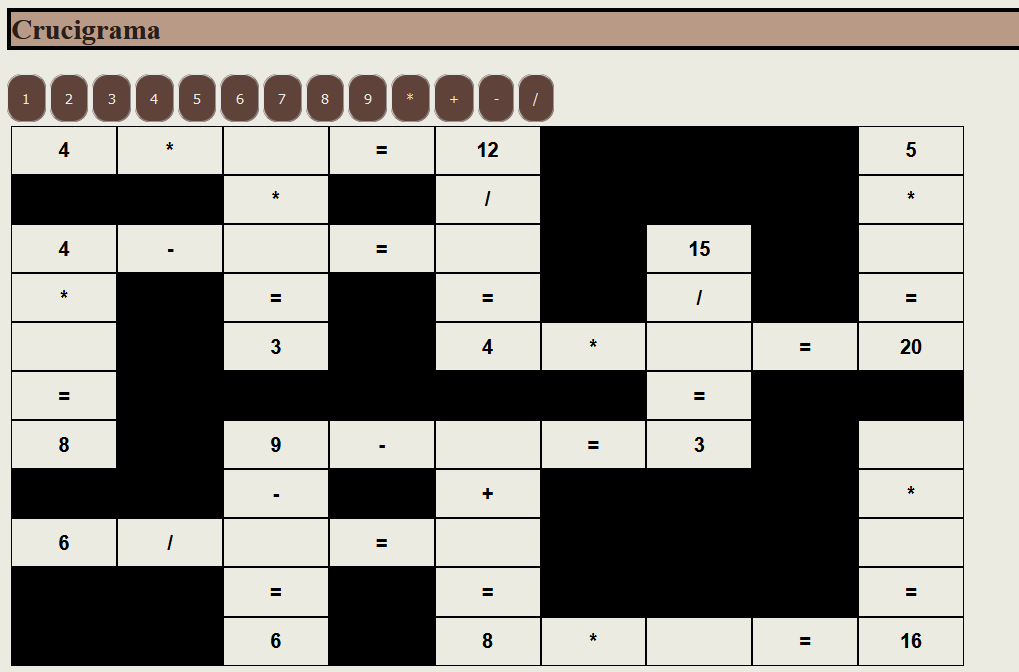 Crucigrama
1 2 3 4 5 6 7 8 9 * + - /
4 * = 12 5
* / *
4 - = 15
* = = / =
3 4 * = 20
= =
8 9 - = 3
- + *
6 / =
= = =
6 8 * = 16